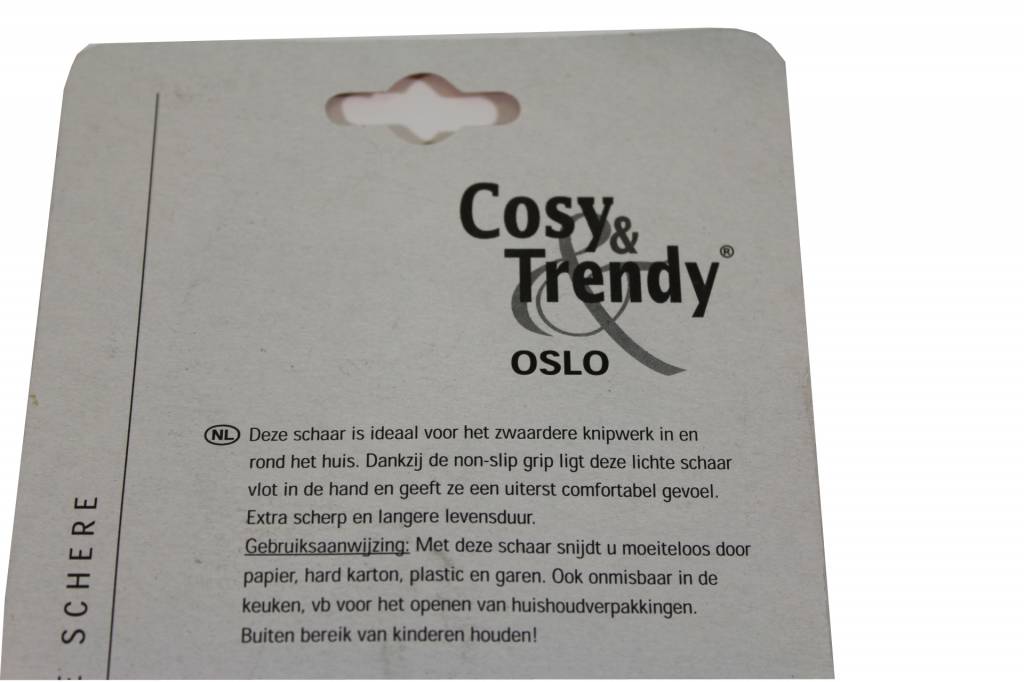 Cosy &
Trendy®
OSLO
NL Deze schaar is ideaal voor het zwaardere knipwerk in en
rond het huis. Dankzij de non-slip grip ligt deze lichte schaar
vlot in de hand en geeft ze een uiterst comfortabel gevoel.
Extra scherp en langere levensduur.
Gebruiksaanwijzing: Met deze schaar snijdt u moeiteloos door
papier, hard karton, plastic en garen. Ook onmisbaar in de
keuken, vb voor het openen van huishoudverpakkingen.
Buiten bereik van kinderen houden!
SCHERE